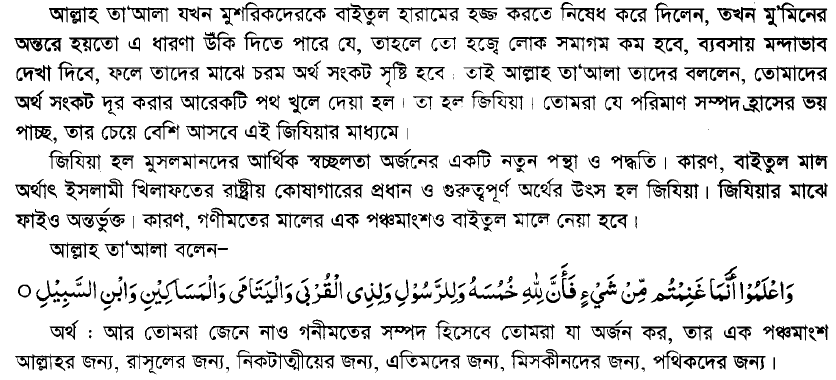 আল্লাহ তা'আলা যখন মুশরিকদেরকে বাইতুল হারামের হজ্জ করতে নিষেধ করে দিলেন, তখন মু'মিনের
অন্তরে হয়তো এ ধারণা উঁকি দিতে পারে যে, তাহলে তো হজ্বে লোক সমাগম কম হবে, ব্যবসায় মন্দাভাব
দেখা দিবে, ফলে তাদের মাঝে চরম অর্থ সংকট সৃষ্টি হবে। তাই আল্লাহ তা'আলা তাদের বললেন, তোমাদের
অর্থ সংকট দূর করার আরেকটি পথ খুলে দেয়া হল। তা হল জিযিয়া। তোমরা যে পরিমাণ সম্পদ হ্রাসের ভয়
পাচ্ছ, তার চেয়ে বেশি আসবে এই জিযিয়ার মাধ্যমে।
জিযিয়া হল মুসলমানদের আর্থিক স্বচ্ছলতা অর্জনের একটি নতুন পন্থা ও পদ্ধতি। কারণ, বাইতুল মাল
অর্থাৎ ইসলামী খিলাফতের রাষ্ট্রীয় কোষাগারের প্রধান ও গুরুত্বপূর্ণ অর্থের উৎস হল জিযিয়া। জিযিয়ার মাঝে
ফাইও অন্তর্ভুক্ত। কারণ, গণীমতের মালের এক পঞ্চমাংশও বাইতুল মালে নেয়া হবে।
আল্লাহ তা'আলা বলেন–
وَاعْلَمُوْا أَنَّمَا غَنِمْتُم مِّنْ شَيْءٍ فَأَنَّ لِلّٰهِ خُمُسَهُ وَلِلرَّسُوْلِ وَلِذِي الْقُرْبَى وَالْيَتَامَى وَالْمَسَاكِيْنِ وَابْنِ السَّبِيْلِ ○
অর্থ : আর তোমরা জেনে নাও গনীমতের সম্পদ হিসেবে তোমরা যা অর্জন কর, তার এক পঞ্চমাংশ
আল্লাহর জন্য, রাসূলের জন্য, নিকটাত্মীয়ের জন্য, এতিমদের জন্য, মিসকীনদের জন্য, পথিকদের জন্য।